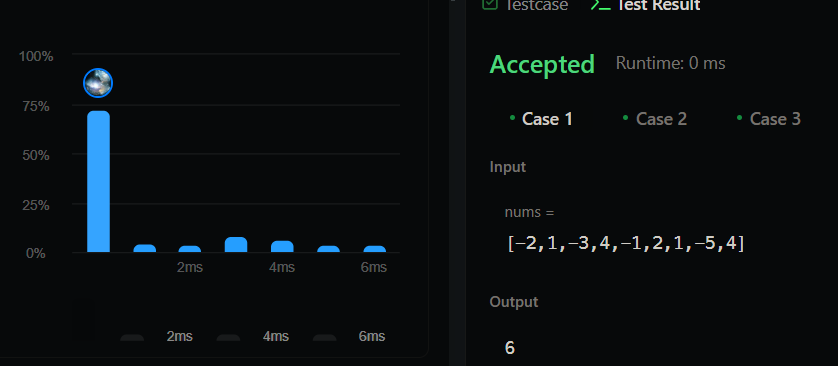 100%
75%
50%
25%
0%
2ms 4ms 6ms
2ms 4ms 6ms
Testcase Test Result
Accepted Runtime: 0 ms
Case 1 Case 2 Case 3
Input
nums =
[-2,1,-3,4,-1,2,1,-5,4]
Output
6